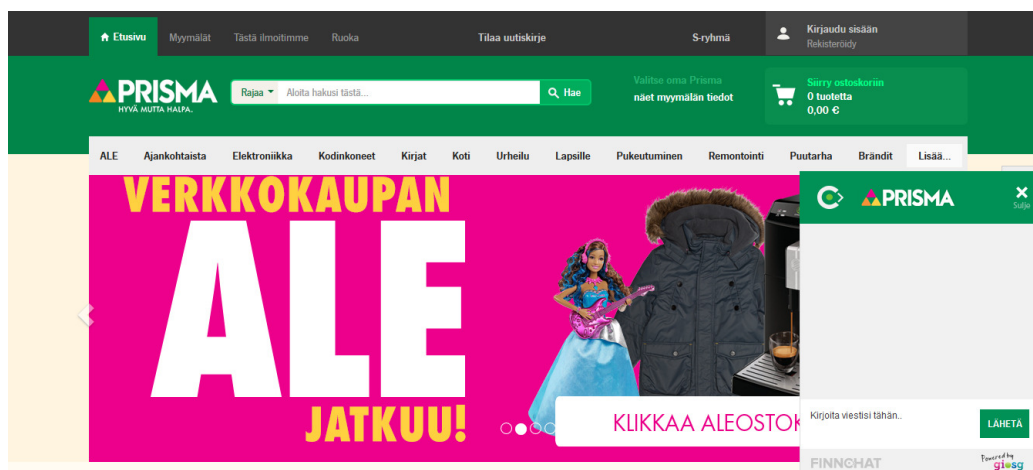 Etusivu Myymälät Tästä ilmoitimme Ruoka Tilaa uutiskirje S-ryhmä Kirjaudu sisään
Rekisteröidy
PRISMA
HYVÄ MUTTA HALPA.
Rajaa Aloita hakusi tästä... Hae
Valitse oma Prisma
näet myymälän tiedot
Siirry ostoskoriin
0 tuotetta
0,00 €
ALE Ajankohtaista Elektroniikka Kodinkoneet Kirjat Koti Urheilu Lapsille Pukeutuminen Remontointi Puutarha Brändit Lisää...
VERKKOKAUPAN
ALE
JATKUU!
KLIKKAA ALEOSTOK
PRISMA
Sulje
Kirjoita viestisi tähän..
LÄHETÄ
FINNCHAT
Powered by
giosg